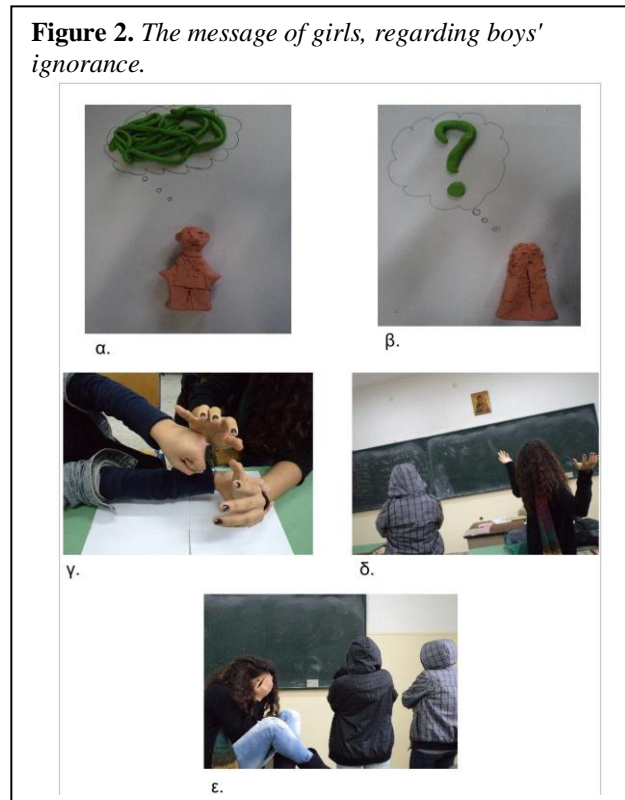 Figure 2. The message of girls, regarding boys'
ignorance.
?
α.
β.
γ.
δ.
ε.